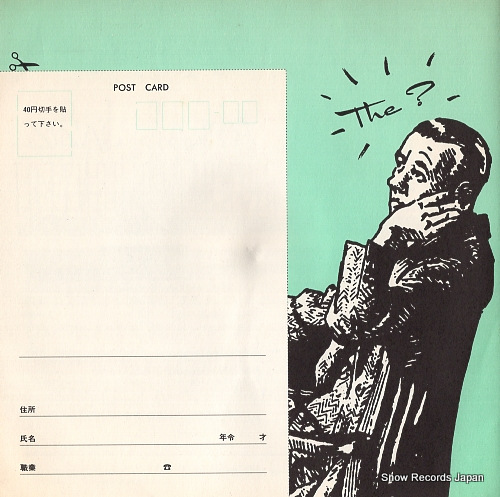 POST CARD
40円切手を貼
って下さい。
The ?
住所
氏名 年令 才
職業 ☎
Snow Records Japan